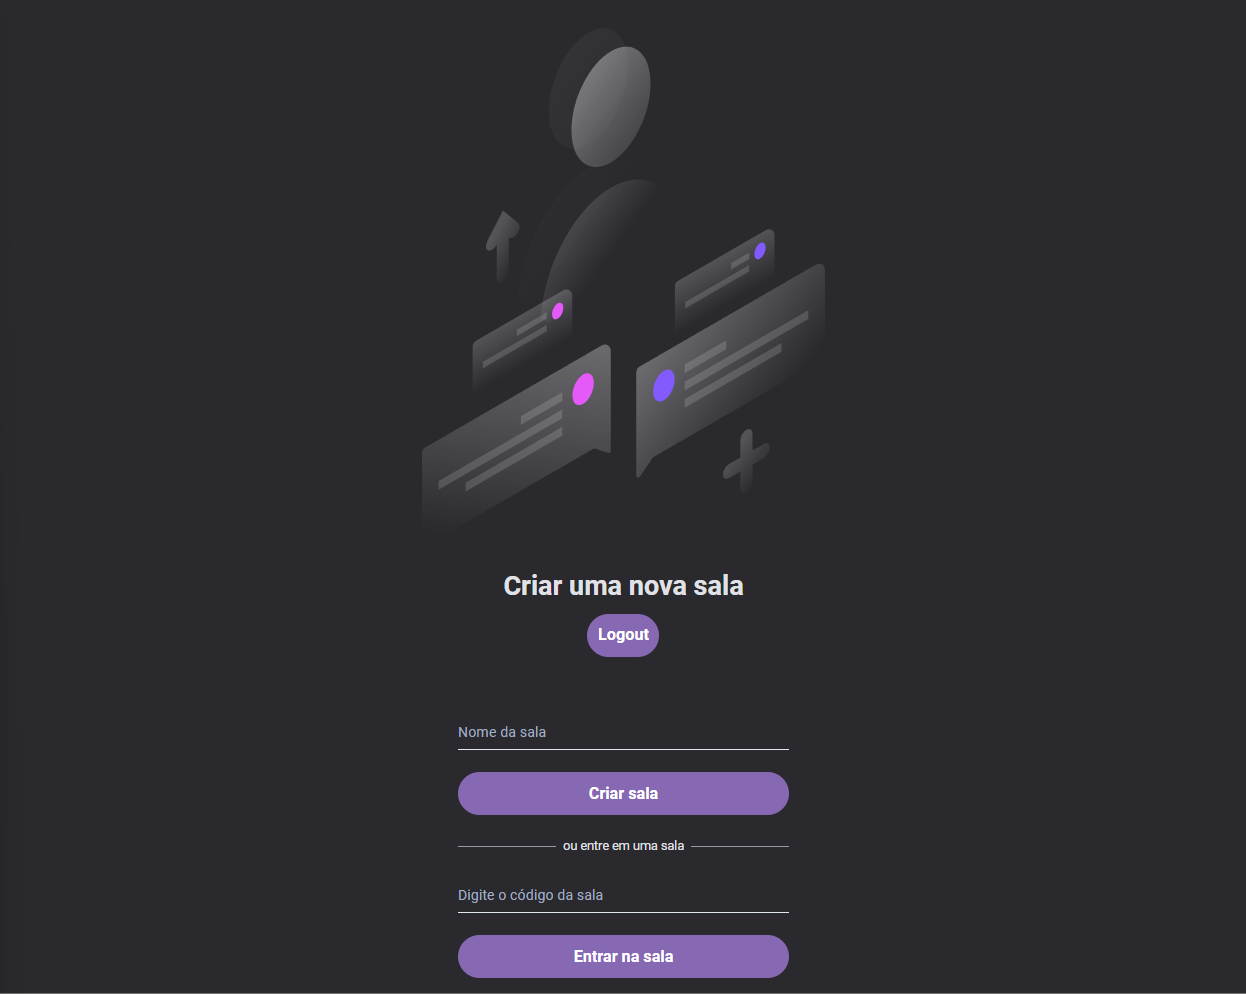 Criar uma nova sala
Logout
Nome da sala
Criar sala
ou entre em uma sala
Digite o código da sala
Entrar na sala